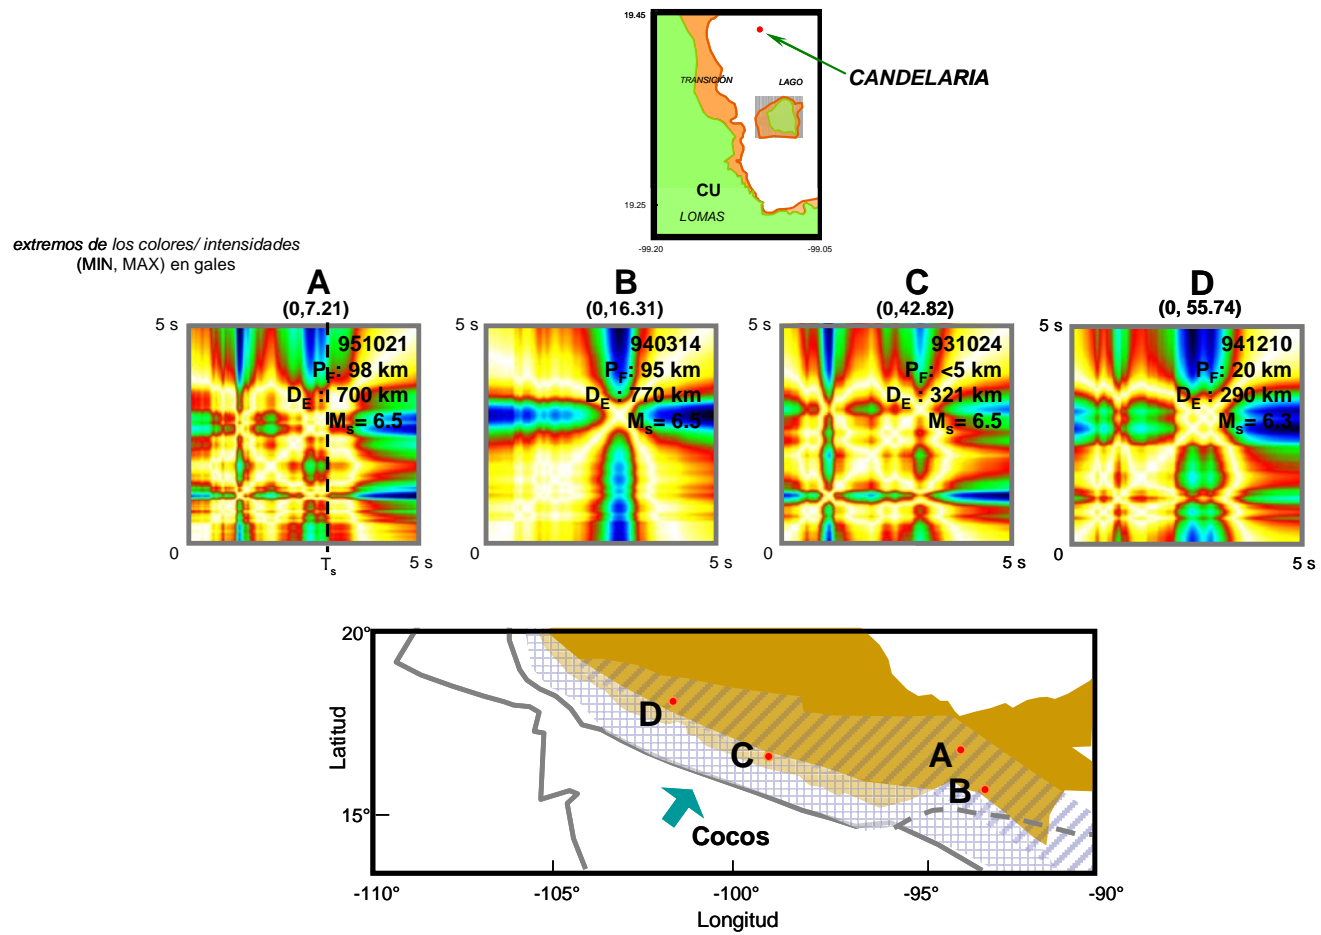 19.45
TRANSICIÓN
LAGO
CANDELARIA
CU
19.25
LOMAS
-99.20
-99.05
extremos de los colores/ intensidades
(MIN, MAX) en gales
A
(0,7.21)
5 s
951021
PF: 98 km
DE : 700 km
Ms= 6.5
0
Ts
5 s
B
(0,16.31)
5 s
940314
PF: 95 km
DE : 770 km
Ms= 6.5
0
5 s
C
(0,42.82)
5 s
931024
PF: <5 km
DE : 321 km
Ms= 6.5
0
5 s
D
(0, 55.74)
5 s
941210
PF: 20 km
DE : 290 km
Ms= 6.3
0
5 s
20°
Latitud
15°
D
C
A
B
Cocos
-110°
-105°
-100°
-95°
-90°
Longitud